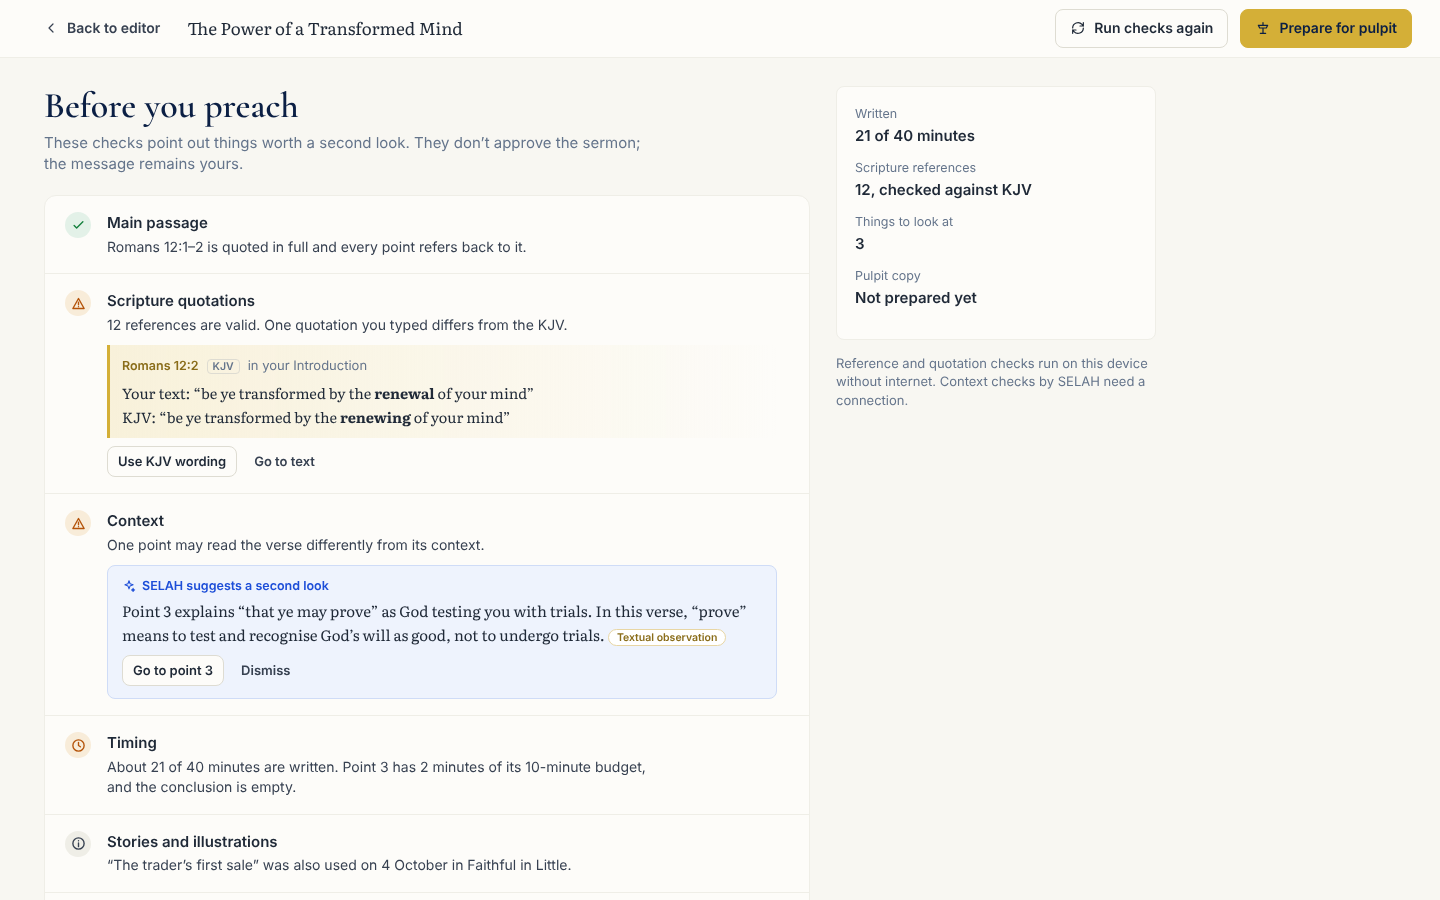 Back to editor
The Power of a Transformed Mind
Run checks again
Prepare for pulpit
Before you preach
These checks point out things worth a second look. They don’t approve the sermon;
the message remains yours.
Main passage
Romans 12:1–2 is quoted in full and every point refers back to it.
Scripture quotations
12 references are valid. One quotation you typed differs from the KJV.
Romans 12:2 KJV in your Introduction
Your text: “be ye transformed by the renewal of your mind”
KJV: “be ye transformed by the renewing of your mind”
Use KJV wording
Go to text
Context
One point may read the verse differently from its context.
SELAH suggests a second look
Point 3 explains “that ye may prove” as God testing you with trials. In this verse, “prove”
means to test and recognise God’s will as good, not to undergo trials. Textual observation
Go to point 3
Dismiss
Timing
About 21 of 40 minutes are written. Point 3 has 2 minutes of its 10-minute budget,
and the conclusion is empty.
Stories and illustrations
“The trader’s first sale” was also used on 4 October in Faithful in Little.
Written
21 of 40 minutes
Scripture references
12, checked against KJV
Things to look at
3
Pulpit copy
Not prepared yet
Reference and quotation checks run on this device
without internet. Context checks by SELAH need a
connection.